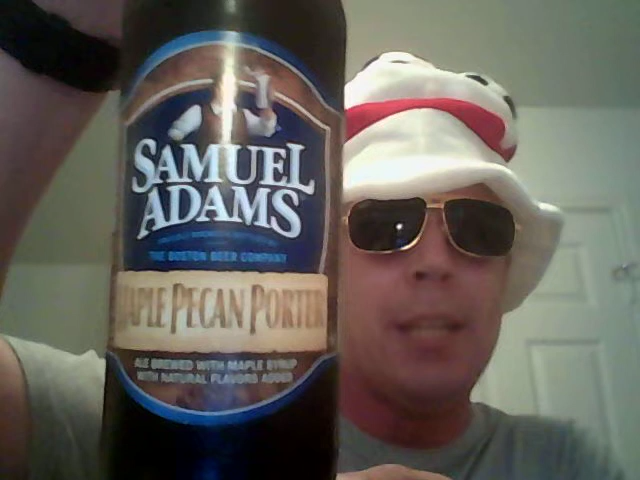 SAMUEL
ADAMS
THE BOSTON BEER COMPANY
MAPLE PECAN PORTER
ALE BREWED WITH MAPLE SYRUP
WITH NATURAL FLAVORS ADDED